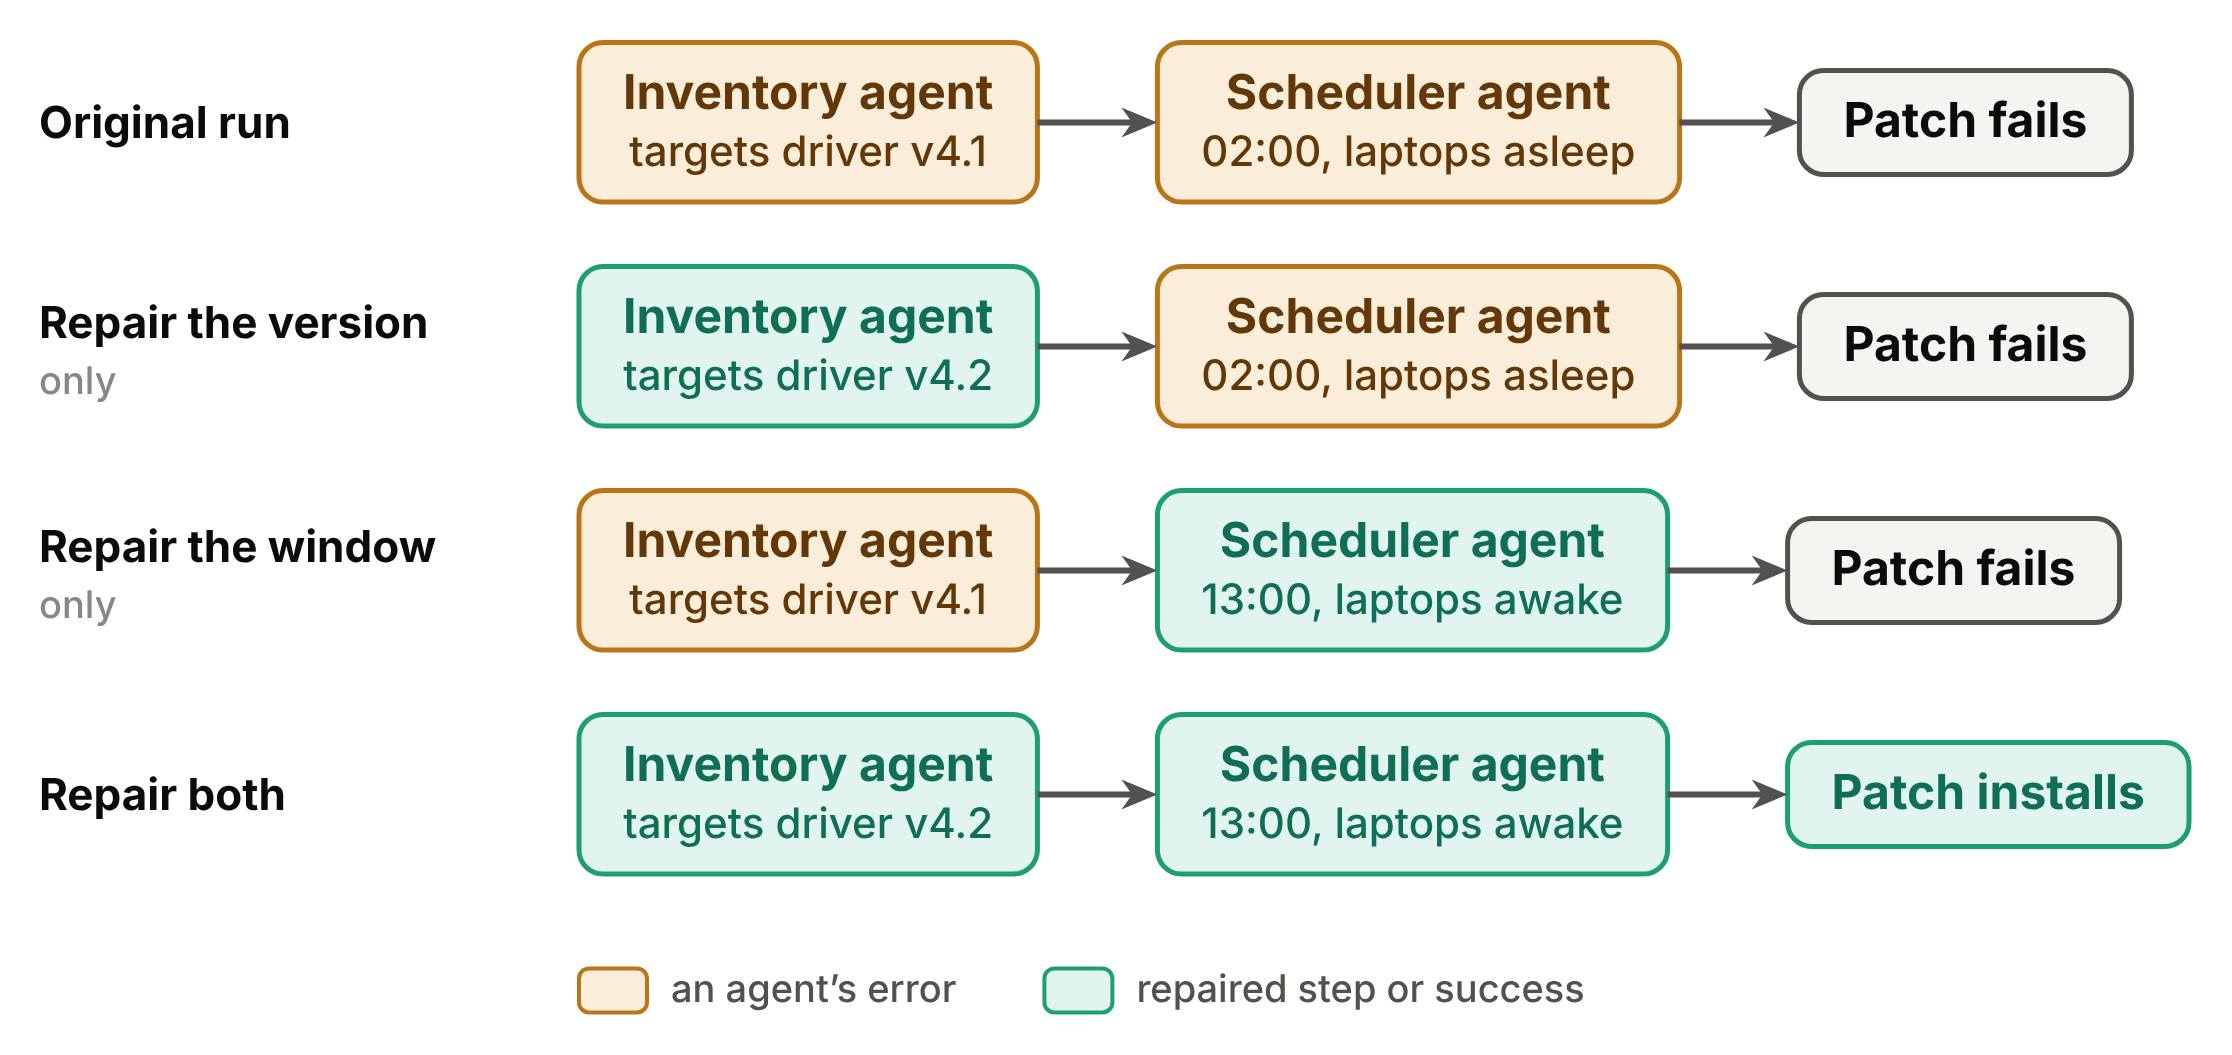 Original run
Inventory agent
targets driver v4.1
Scheduler agent
02:00, laptops asleep
Patch fails
Repair the version
only
Inventory agent
targets driver v4.2
Scheduler agent
02:00, laptops asleep
Patch fails
Repair the window
only
Inventory agent
targets driver v4.1
Scheduler agent
13:00, laptops awake
Patch fails
Repair both
Inventory agent
targets driver v4.2
Scheduler agent
13:00, laptops awake
Patch installs
an agent’s error
repaired step or success